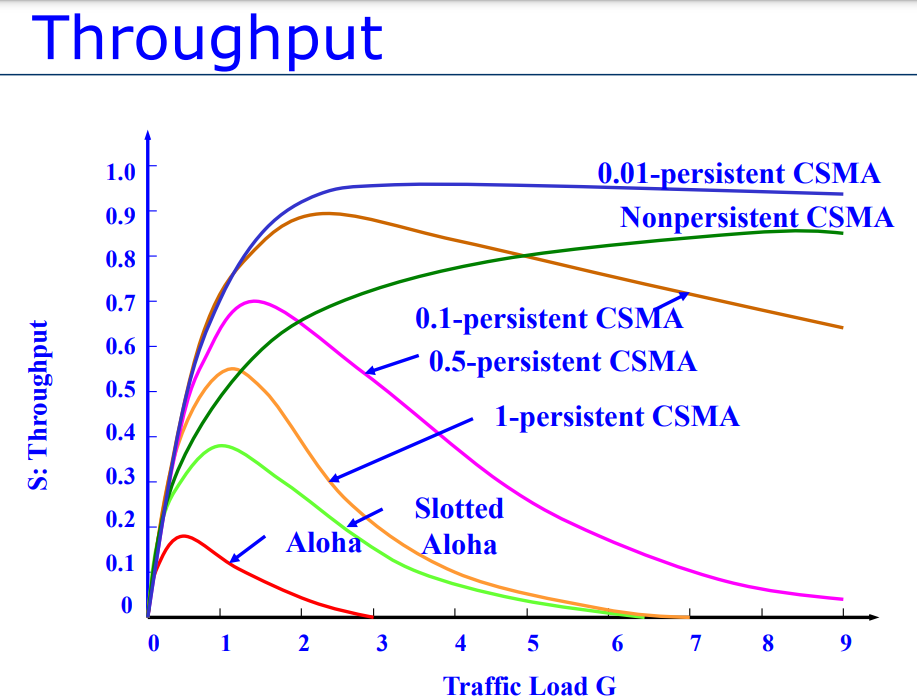 Throughput
1.0
0.01-persistent CSMA
0.9
Nonpersistent CSMA
0.8
0.7
0.1-persistent CSMA
0.6
0.5-persistent CSMA
0.5
1-persistent CSMA
0.4
0.3
Slotted
Aloha
0.2
Aloha
0.1
0
S: Throughput
0 1 2 3 4 5 6 7 8 9
Traffic Load G